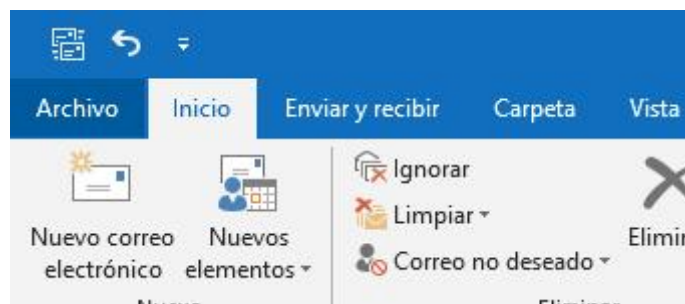 Archivo Inicio Enviar y recibir Carpeta Vista
Nuevo correo
electrónico
Nuevos
elementos
Ignorar
Limpiar
Correo no deseado